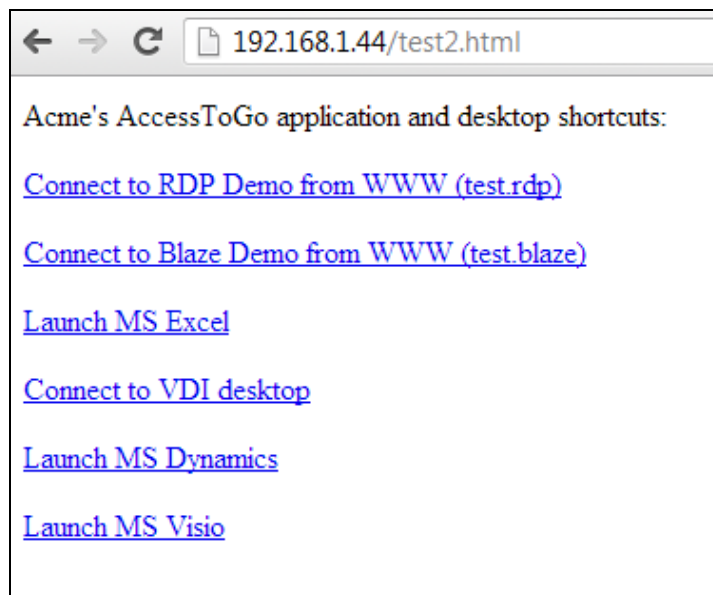 192.168.1.44/test2.html
Acme's AccessToGo application and desktop shortcuts:
Connect to RDP Demo from WWW (test.rdp)
Connect to Blaze Demo from WWW (test.blaze)
Launch MS Excel
Connect to VDI desktop
Launch MS Dynamics
Launch MS Visio